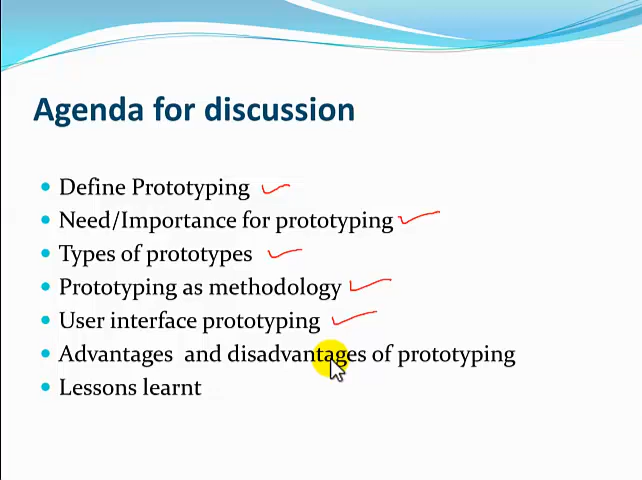 Agenda for discussion
• Define Prototyping
• Need/Importance for prototyping
• Types of prototypes
• Prototyping as methodology
• User interface prototyping
• Advantages  and disadvantages of prototyping
• Lessons learnt